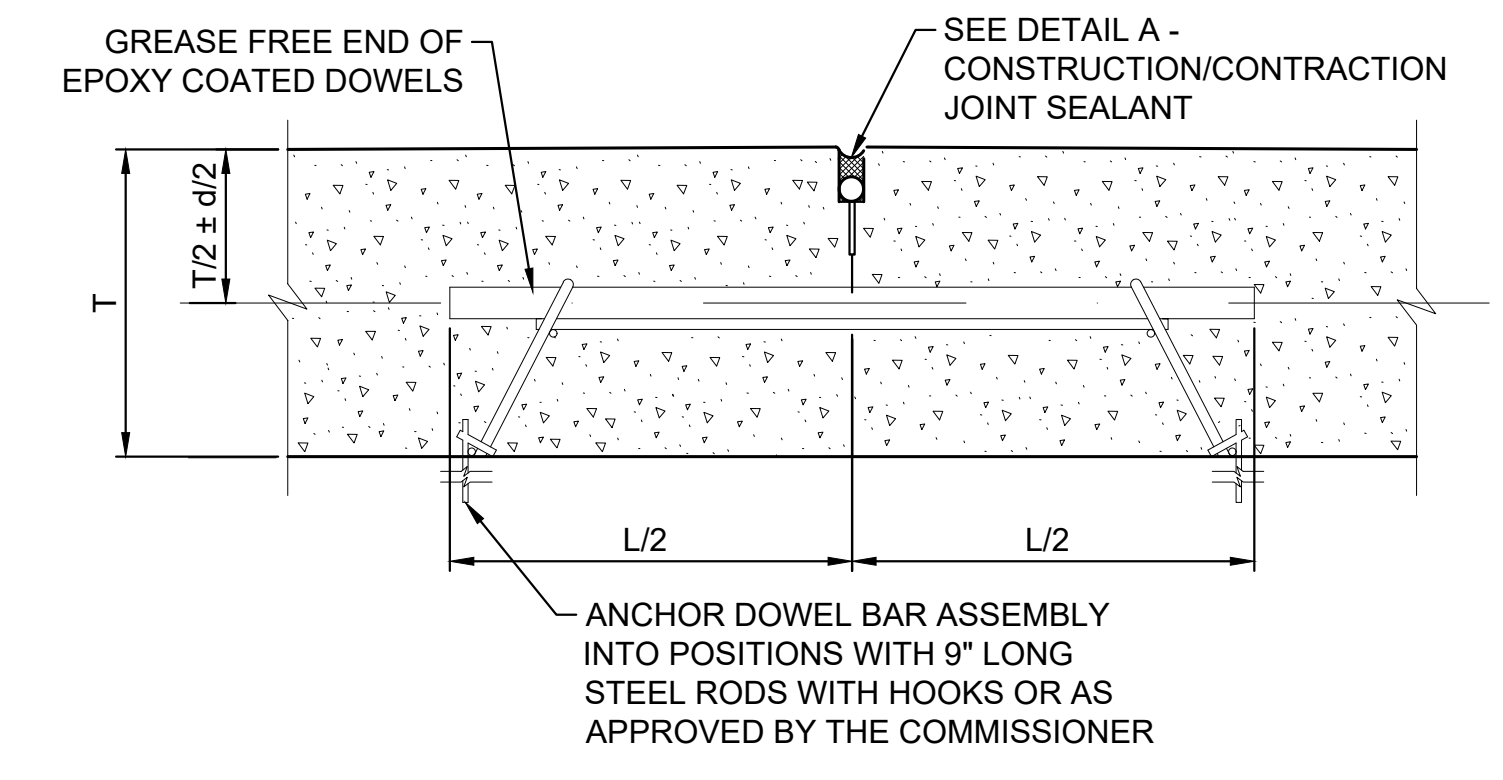 GREASE FREE END OF
EPOXY COATED DOWELS
SEE DETAIL A -
CONSTRUCTION/CONTRACTION
JOINT SEALANT
T/2 ± d/2
T
L/2
L/2
ANCHOR DOWEL BAR ASSEMBLY
INTO POSITIONS WITH 9" LONG
STEEL RODS WITH HOOKS OR AS
APPROVED BY THE COMMISSIONER